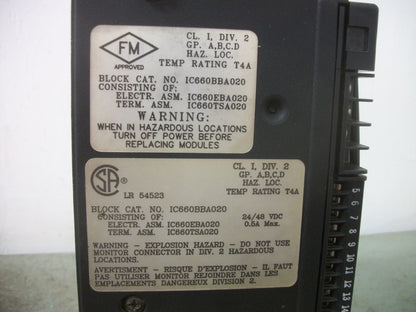 FM
APPROVED
CL. I, DIV. 2
GP. A,B,C,D
HAZ. LOC.
TEMP RATING T4A
BLOCK CAT. NO. IC660BBA020
CONSISTING OF:
ELECTR. ASM. IC660EBA020
TERM. ASM. IC660TSA020
WARNING:
WHEN IN HAZARDOUS LOCATIONS
TURN OFF POWER BEFORE
REPLACING MODULES
SA
LR 54523
CL. I, DIV. 2
GP A,B,C,D
HAZ. LOC.
TEMP RATING T4A
BLOCK CAT. NO. IC660BBA020
CONSISTING OF:
ELECTR. ASM. IC660EBA020
TERM. ASM. IC660TSA020
24/48 VDC
0.5A Max.
WARNING - EXPLOSION HAZARD - DO NOT USE
MONITOR CONNECTOR IN DIV. 2 HAZARDOUS
LOCATIONS.
AVERTISMENT - RISQUE D'EXPLOSION - IL FAUT
PAS UTILISER MONITOR REJOINDRE DANS LES
EMPLACEMENTS DANGEREUX DIVISION 2.
5
6
7
8
9
10
11
12
13
14